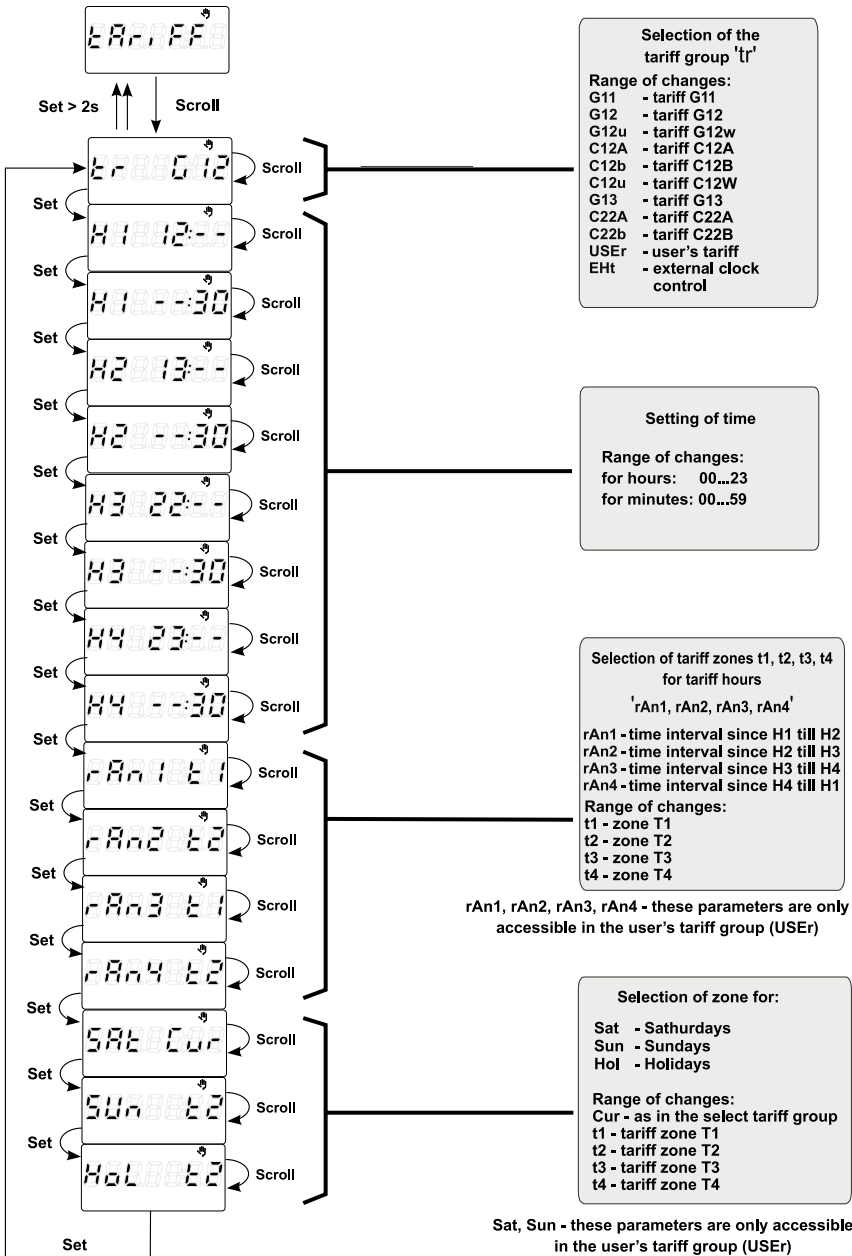 tAriFF
Set > 2s
Scroll
tr G12
Scroll
Set
H1 12:--
Scroll
Set
H1 --:30
Scroll
Set
H2 13:--
Scroll
Set
H2 --:30
Scroll
Set
H3 22:--
Scroll
Set
H3 --:30
Scroll
Set
H4 23:--
Scroll
Set
H4 --:30
Scroll
Set
rAn1 t1
Scroll
Set
rAn2 t2
Scroll
Set
rAn3 t1
Scroll
Set
rAn4 t2
Scroll
Set
SAt Cur
Scroll
Set
SUn t2
Scroll
Set
HoL t2
Scroll
Set
Selection of the
tariff group 'tr'
Range of changes:
G11 - tariff G11
G12 - tariff G12
G12u - tariff G12w
C12A - tariff C12A
C12b - tariff C12B
C12u - tariff C12W
G13 - tariff G13
C22A - tariff C22A
C22b - tariff C22B
USEr - user's tariff
EHt - external clock
control
Setting of time
Range of changes:
for hours: 00...23
for minutes: 00...59
Selection of tariff zones t1, t2, t3, t4
for tariff hours
'rAn1, rAn2, rAn3, rAn4'
rAn1 - time interval since H1 till H2
rAn2 - time interval since H2 till H3
rAn3 - time interval since H3 till H4
rAn4 - time interval since H4 till H1
Range of changes:
t1 - zone T1
t2 - zone T2
t3 - zone T3
t4 - zone T4
rAn1, rAn2, rAn3, rAn4 - these parameters are only
accessible in the user's tariff group (USEr)
Selection of zone for:
Sat - Sathurdays
Sun - Sundays
Hol - Holidays
Range of changes:
Cur - as in the select tariff group
t1 - tariff zone T1
t2 - tariff zone T2
t3 - tariff zone T3
t4 - tariff zone T4
Sat, Sun - these parameters are only accessible
in the user's tariff group (USEr)